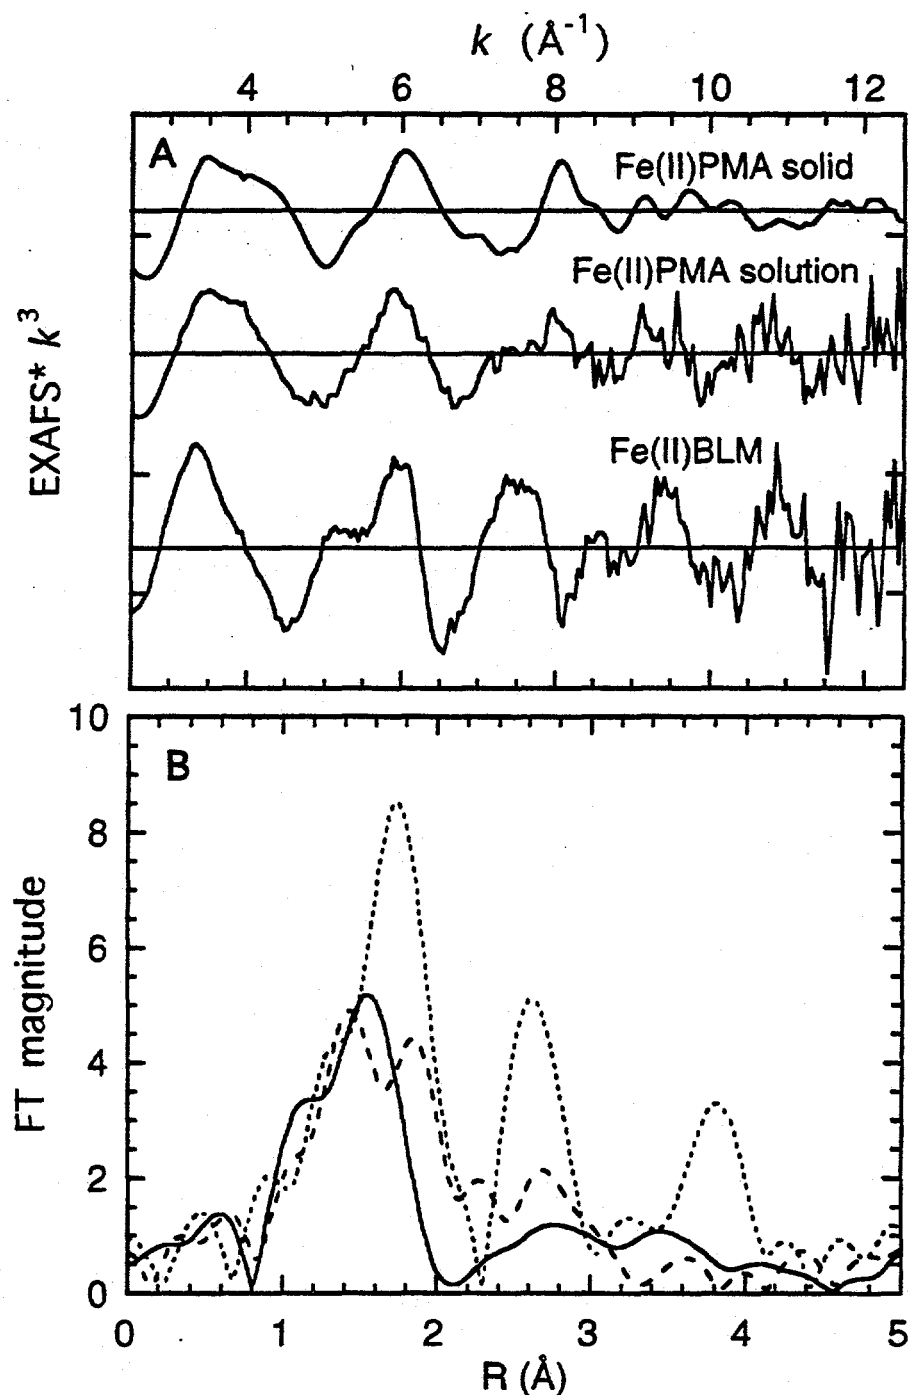 k (Å⁻¹)
4 6 8 10 12
A
Fe(II)PMA solid
Fe(II)PMA solution
EXAFS* k³
Fe(II)BLM
10
B
8
6
FT magnitude
4
2
0
0 1 2 3 4 5
R (Å)